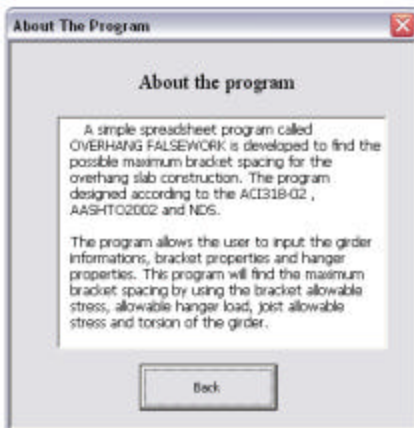 About The Program
About the program
A simple spreadsheet program called
OVERHANG FALSEWORK is developed to find the
possible maximum bracket spacing for the
overhang slab construction. The program
designed according to the ACI318-02 ,
AASHTO2002 and NDS.
The program allows the user to input the girder
informations, bracket properties and hanger
properties. This program will find the maximum
bracket spacing by using the bracket allowable
stress, allowable hanger load, joist allowable
stress and torsion of the girder.
Back